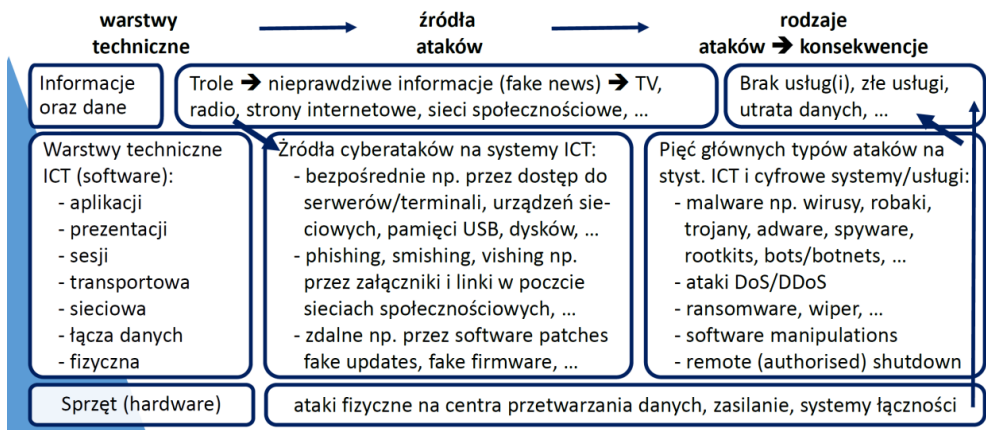 warstwy
techniczne
źródła
ataków
rodzaje
ataków ➔ konsekwencje
Informacje
oraz dane
Trole ➔ nieprawdziwe informacje (fake news) ➔ TV,
radio, strony internetowe, sieci społecznościowe, ...
Brak usług(i), złe usługi,
utrata danych, ...
Warstwy techniczne
ICT (software):
- aplikacji
- prezentacji
- sesji
- transportowa
- sieciowa
- łącza danych
- fizyczna
Żródła cyberataków na systemy ICT:
- bezpośrednie np. przez dostęp do
serwerów/terminali, urządzeń sie-
ciowych, pamięci USB, dysków, ...
- phishing, smishing, vishing np.
przez załączniki i linki w poczcie
sieciach społecznościowych, ...
- zdalne np. przez software patches
fake updates, fake firmware, ...
Pięć głównych typów ataków na
styst. ICT i cyfrowe systemy/usługi:
- malware np. wirusy, robaki,
trojany, adware, spyware,
rootkits, bots/botnets, ...
- ataki DoS/DDoS
- ransomware, wiper, ...
- software manipulations
- remote (authorised) shutdown
Sprzęt (hardware)
ataki fizyczne na centra przetwarzania danych, zasilanie, systemy łączności